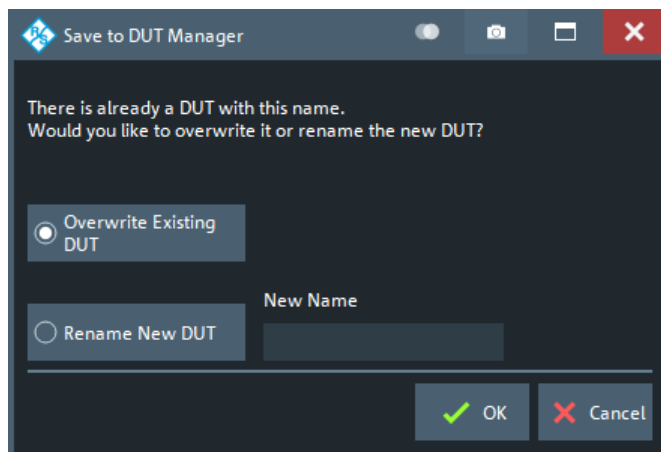 R&S Save to DUT Manager
There is already a DUT with this name.
Would you like to overwrite it or rename the new DUT?
Overwrite Existing
DUT
New Name
Rename New DUT
OK
Cancel